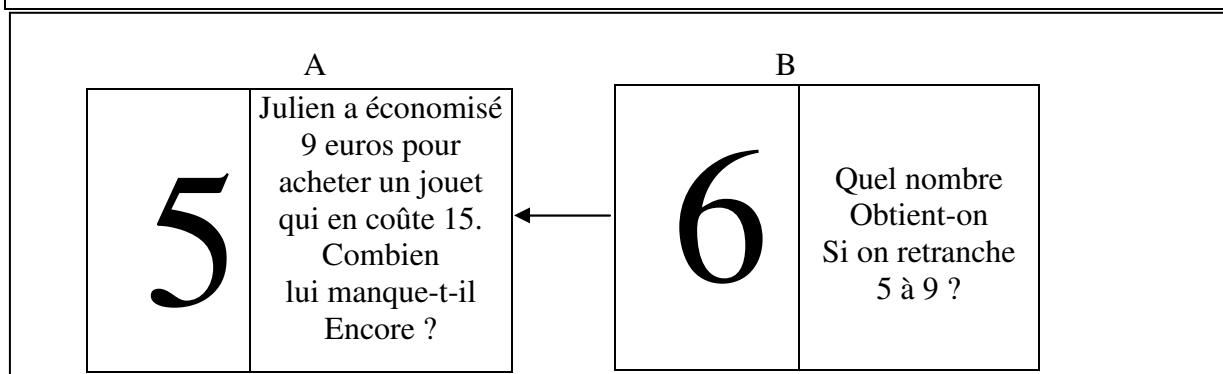 A
5
Julien a économisé
9 euros pour
acheter un jouet
qui en coûte 15.
Combien
lui manque-t-il
Encore ?
B
6
Quel nombre
Obtient-on
Si on retranche
5 à 9 ?